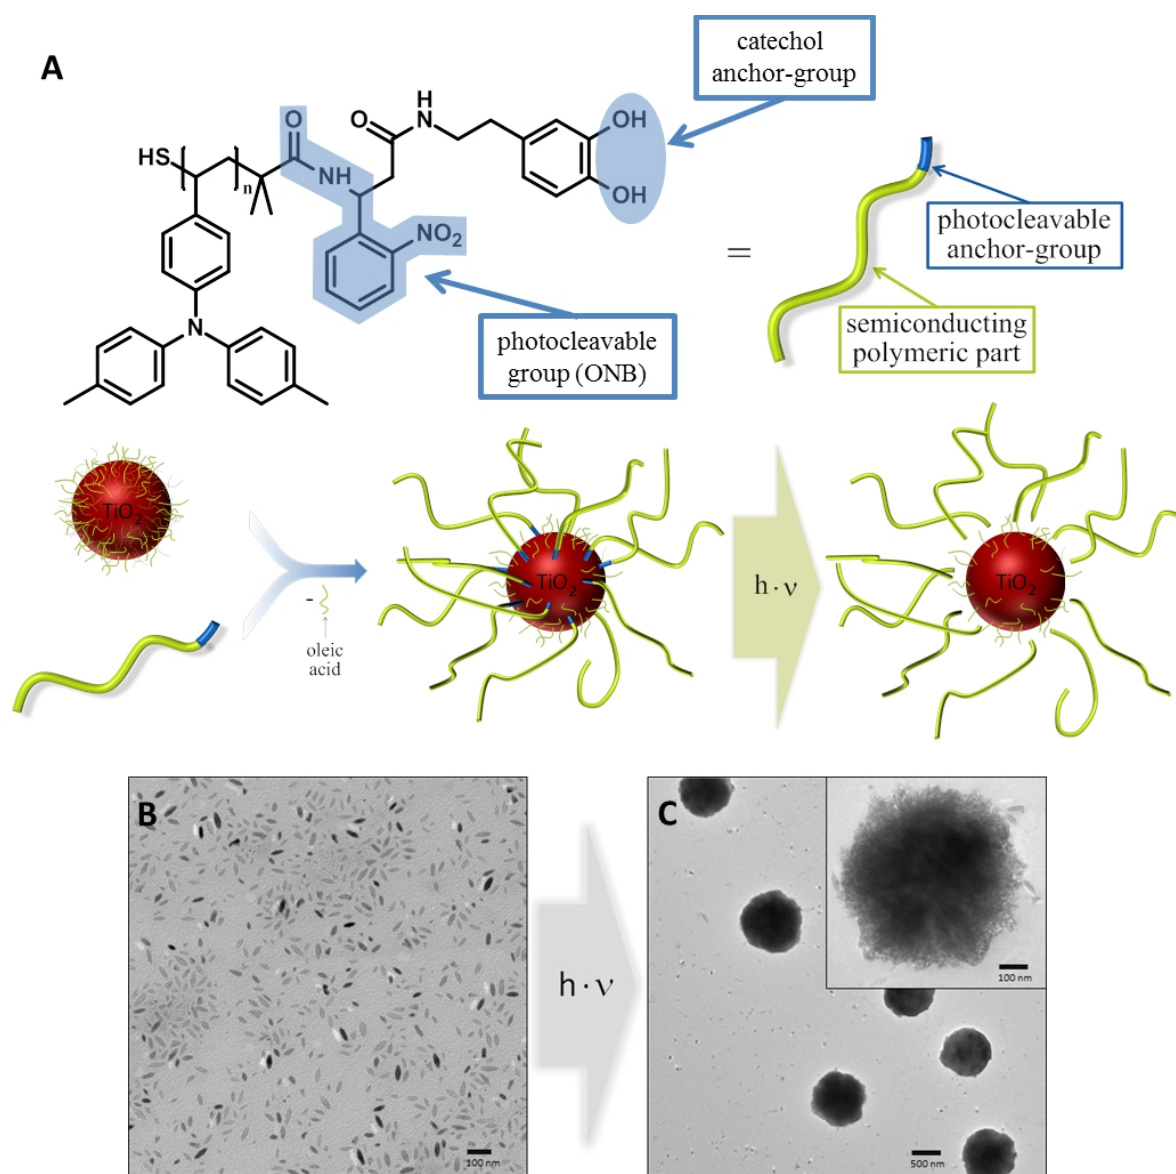 A
catechol
anchor-group
O
O
H
N
OH
OH
HS
n
NH
NO2
N
photocleavable
group (ONB)
=
photocleavable
anchor-group
semiconducting
polymeric part
TiO2
-
oleic
acid
TiO2
h·ν
TiO2
B
100 nm
h·ν
C
100 nm
500 nm